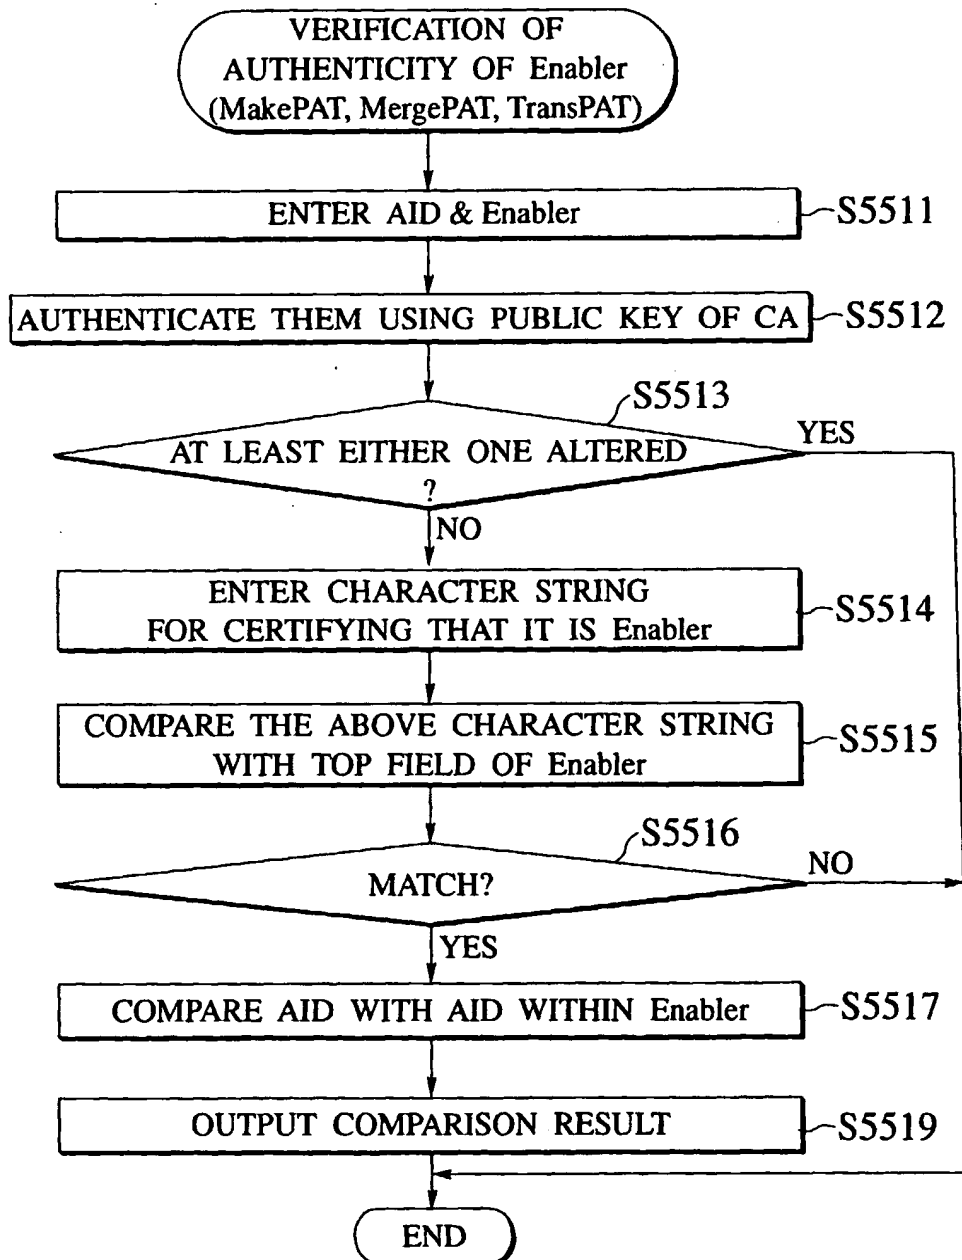 VERIFICATION OF
AUTHENTICITY OF Enabler
(MakePAT, MergePAT, TransPAT)
ENTER AID & Enabler
S5511
AUTHENTICATE THEM USING PUBLIC KEY OF CA
S5512
S5513
AT LEAST EITHER ONE ALTERED
?
YES
NO
ENTER CHARACTER STRING
FOR CERTIFYING THAT IT IS Enabler
S5514
COMPARE THE ABOVE CHARACTER STRING
WITH TOP FIELD OF Enabler
S5515
S5516
MATCH?
NO
YES
COMPARE AID WITH AID WITHIN Enabler
S5517
OUTPUT COMPARISON RESULT
S5519
END